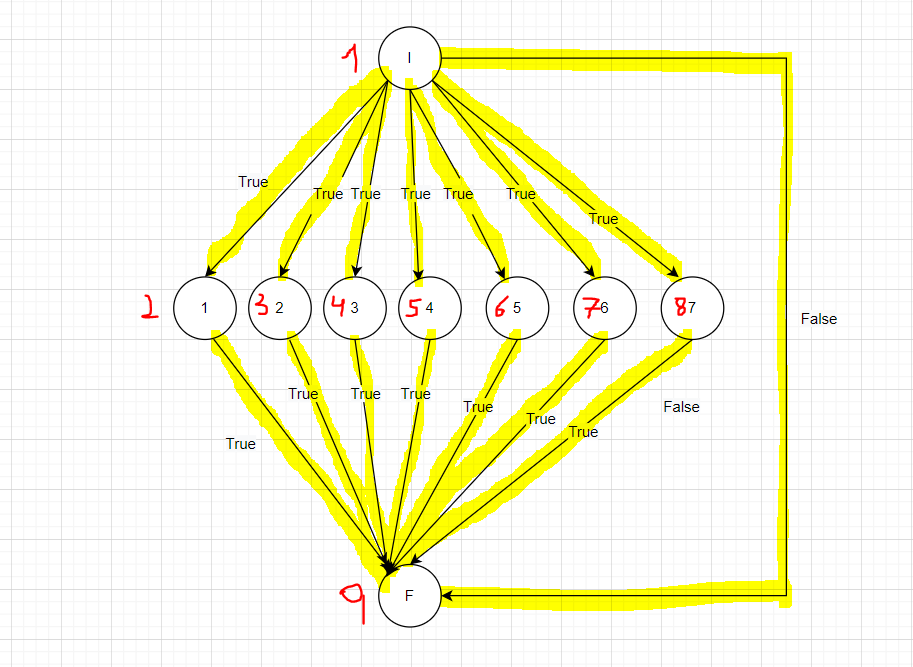 1 I
True
True True True True True
True
2 1 3 2 4 3 5 4 6 5 7 6 8 7
False
True True True
True False
True
True
True
9 F